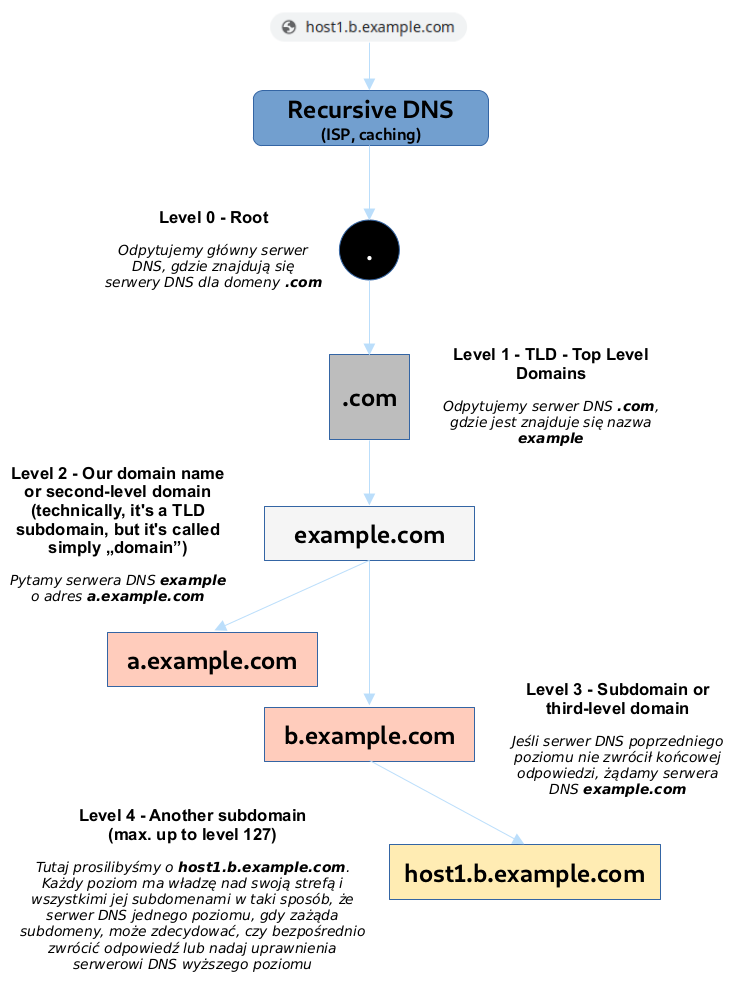 host1.b.example.com
Recursive DNS
(ISP, caching)
Level 0 - Root
Odpytujemy główny serwer
DNS, gdzie znajdują się
serwery DNS dla domeny .com
.
.com
Level 1 - TLD - Top Level
Domains
Odpytujemy serwer DNS .com,
gdzie jest znajduje się nazwa
example
Level 2 - Our domain name
or second-level domain
(technically, it's a TLD
subdomain, but it's called
simply „domain”)
Pytamy serwera DNS example
o adres a.example.com
example.com
a.example.com
b.example.com
Level 3 - Subdomain or
third-level domain
Jeśli serwer DNS poprzedniego
poziomu nie zwrócił końcowej
odpowiedzi, żądamy serwera
DNS example.com
Level 4 - Another subdomain
(max. up to level 127)
Tutaj prosilibyśmy o host1.b.example.com.
Każdy poziom ma władzę nad swoją strefą i
wszystkimi jej subdomenami w taki sposób, że
serwer DNS jednego poziomu, gdy zażąda
subdomeny, może zdecydować, czy bezpośrednio
zwrócić odpowiedź lub nadaj uprawnienia
serwerowi DNS wyższego poziomu
host1.b.example.com